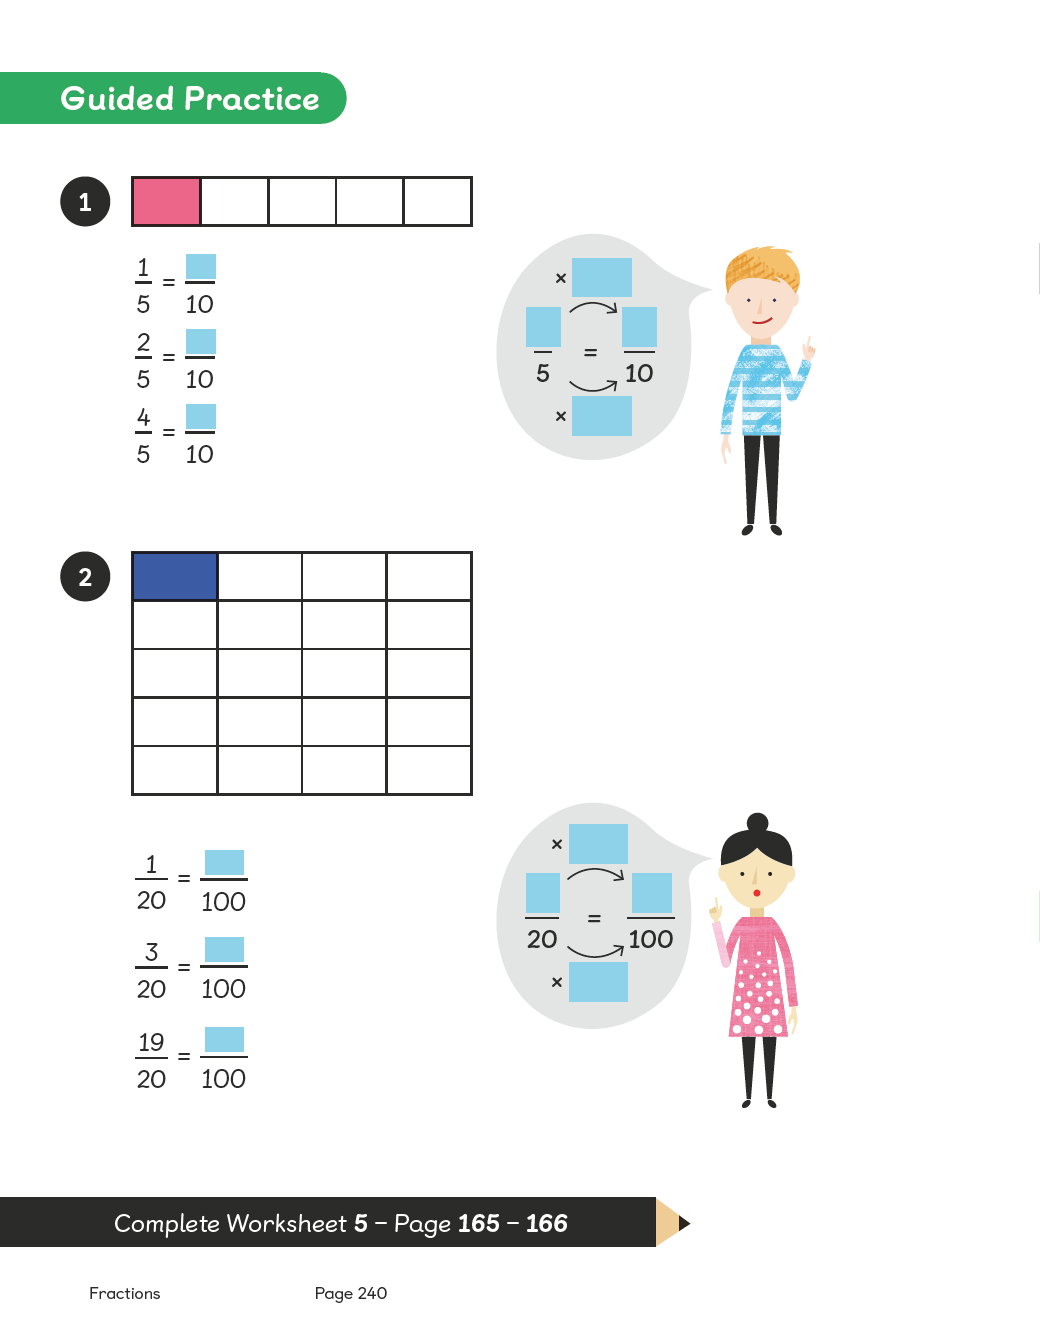 Guided Practice
1
1/5 = /10
2/5 = /10
4/5 = /10
×
/5 = /10
×
2
1/20 = /100
3/20 = /100
19/20 = /100
×
/20 = /100
×
Complete Worksheet 5 – Page 165 – 166
Fractions Page 240